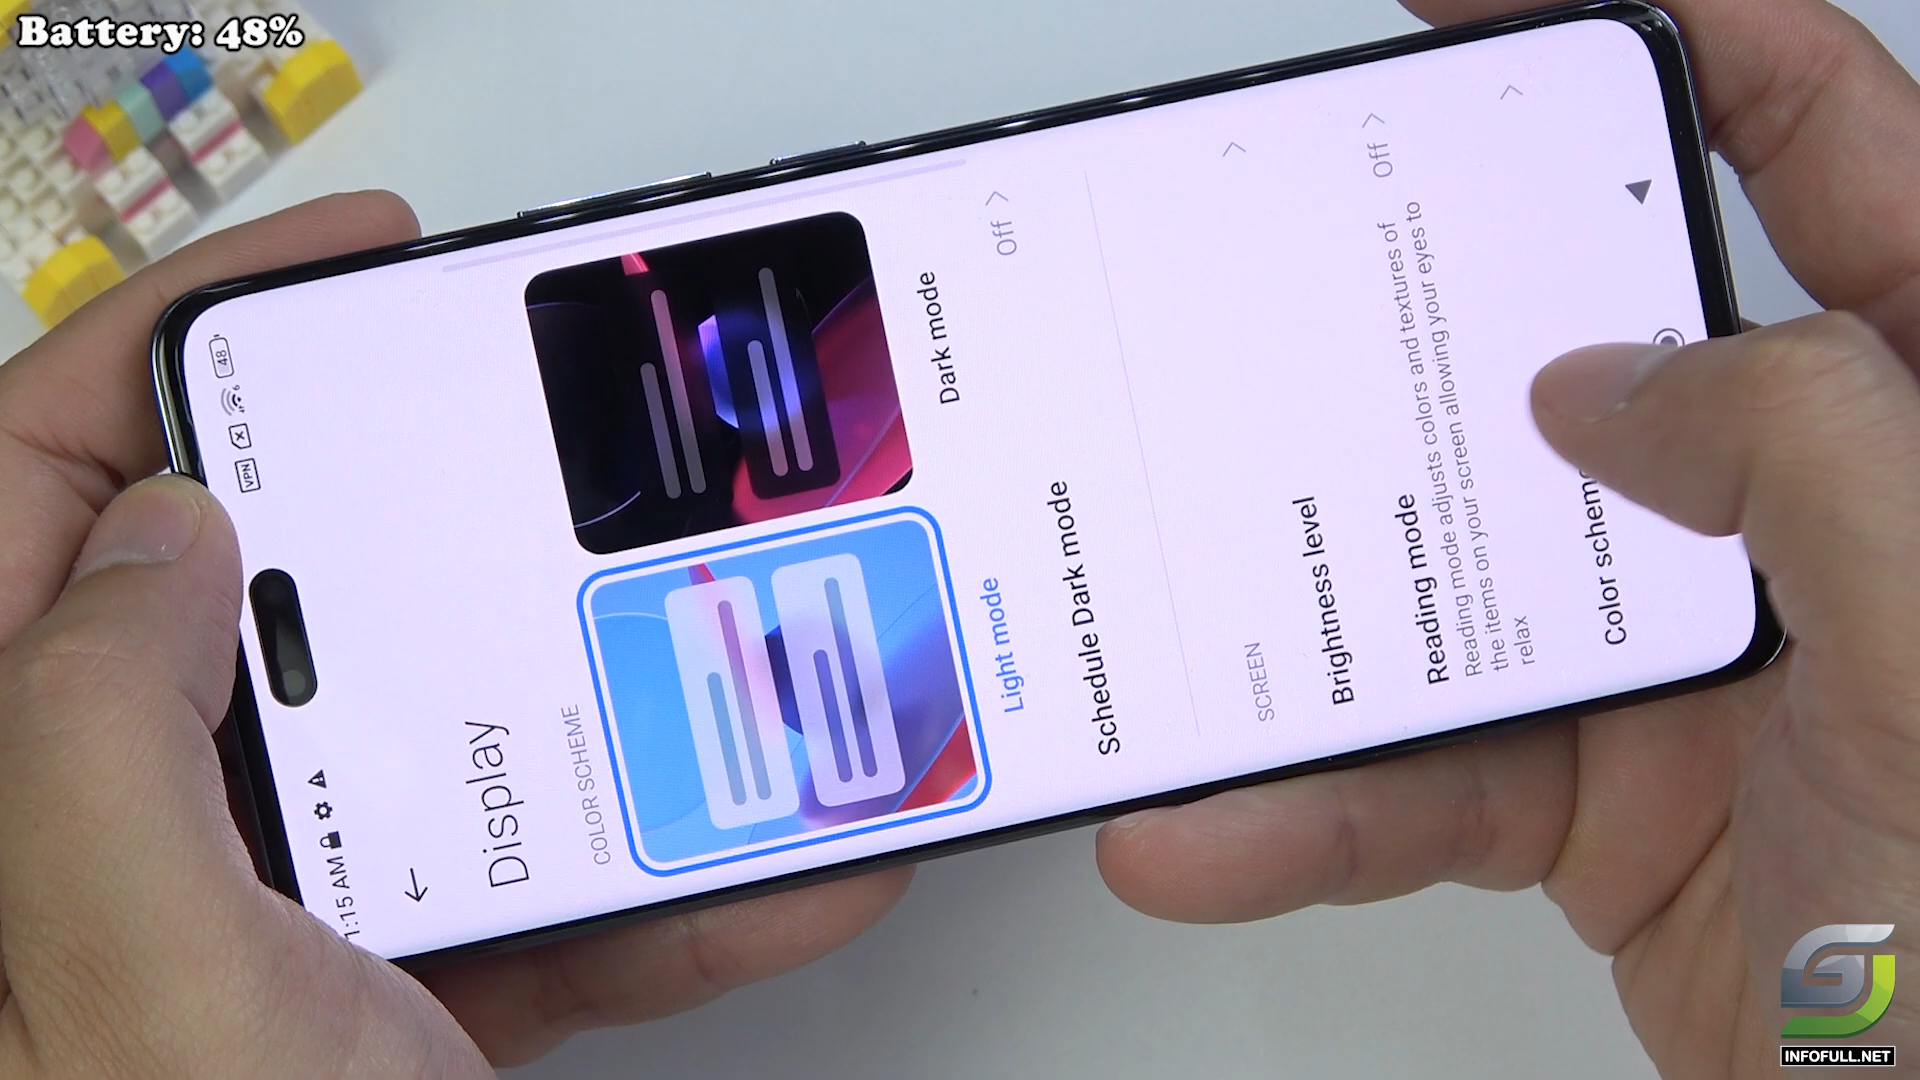 Battery: 48%
1:15 AM
VPN
48
Display
COLOR SCHEME
Light mode
Dark mode
Schedule Dark mode
Off
SCREEN
Brightness level
Reading mode
Off
Reading mode adjusts colors and textures of
the items on your screen allowing your eyes to
relax
Color schem
INFOFULL.NET